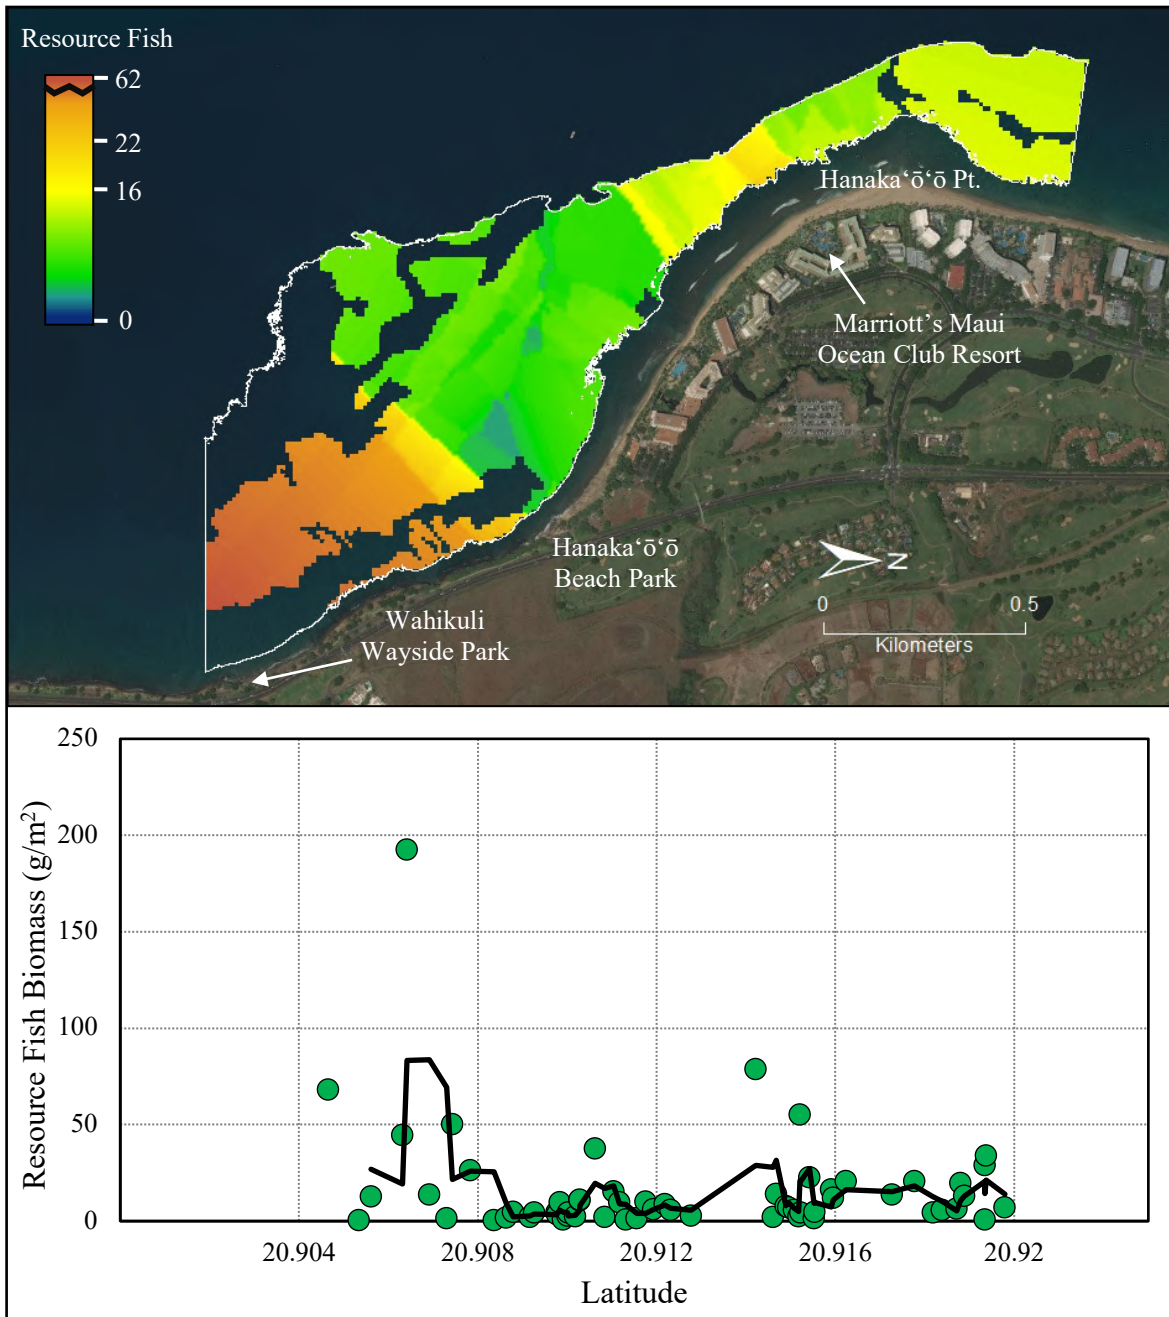 Resource Fish
62
22
16
0
Hanaka‘ō‘ō Pt.
Marriott’s Maui
Ocean Club Resort
Hanaka‘ō‘ō
Beach Park
Wahikuli
Wayside Park
N
0 0.5
Kilometers
250
200
150
100
50
0
Resource Fish Biomass (g/m²)
20.904 20.908 20.912 20.916 20.92
Latitude